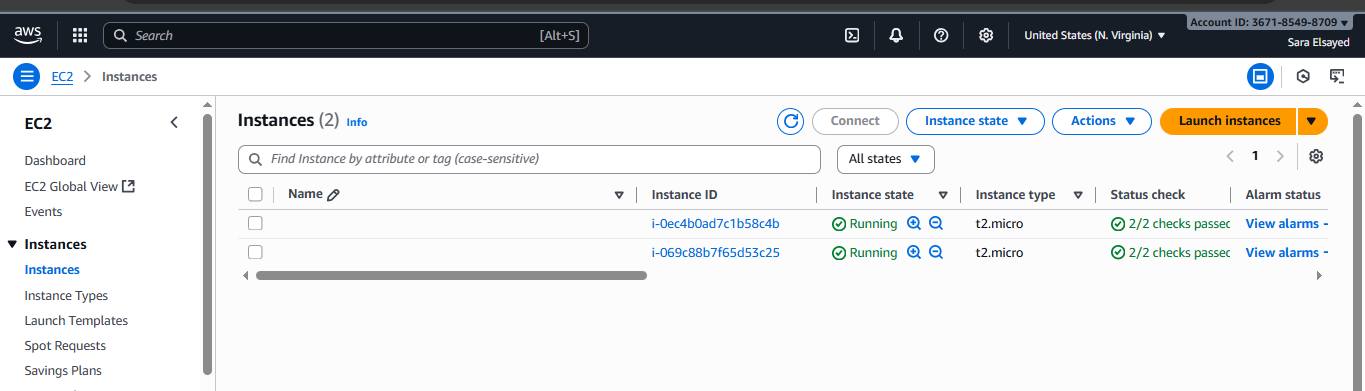 aws
Search
[Alt+S]
United States (N. Virginia)
Account ID: 3671-8549-8709
Sara Elsayed
EC2
Instances
EC2
Dashboard
EC2 Global View
Events
Instances
Instances
Instance Types
Launch Templates
Spot Requests
Savings Plans
Instances (2) Info
Connect
Instance state
Actions
Launch instances
Find Instance by attribute or tag (case-sensitive)
All states
1
Name Instance ID Instance state Instance type Status check Alarm status
i-0ec4b0ad7c1b58c4b Running t2.micro 2/2 checks passed View alarms
i-069c88b7f65d53c25 Running t2.micro 2/2 checks passed View alarms